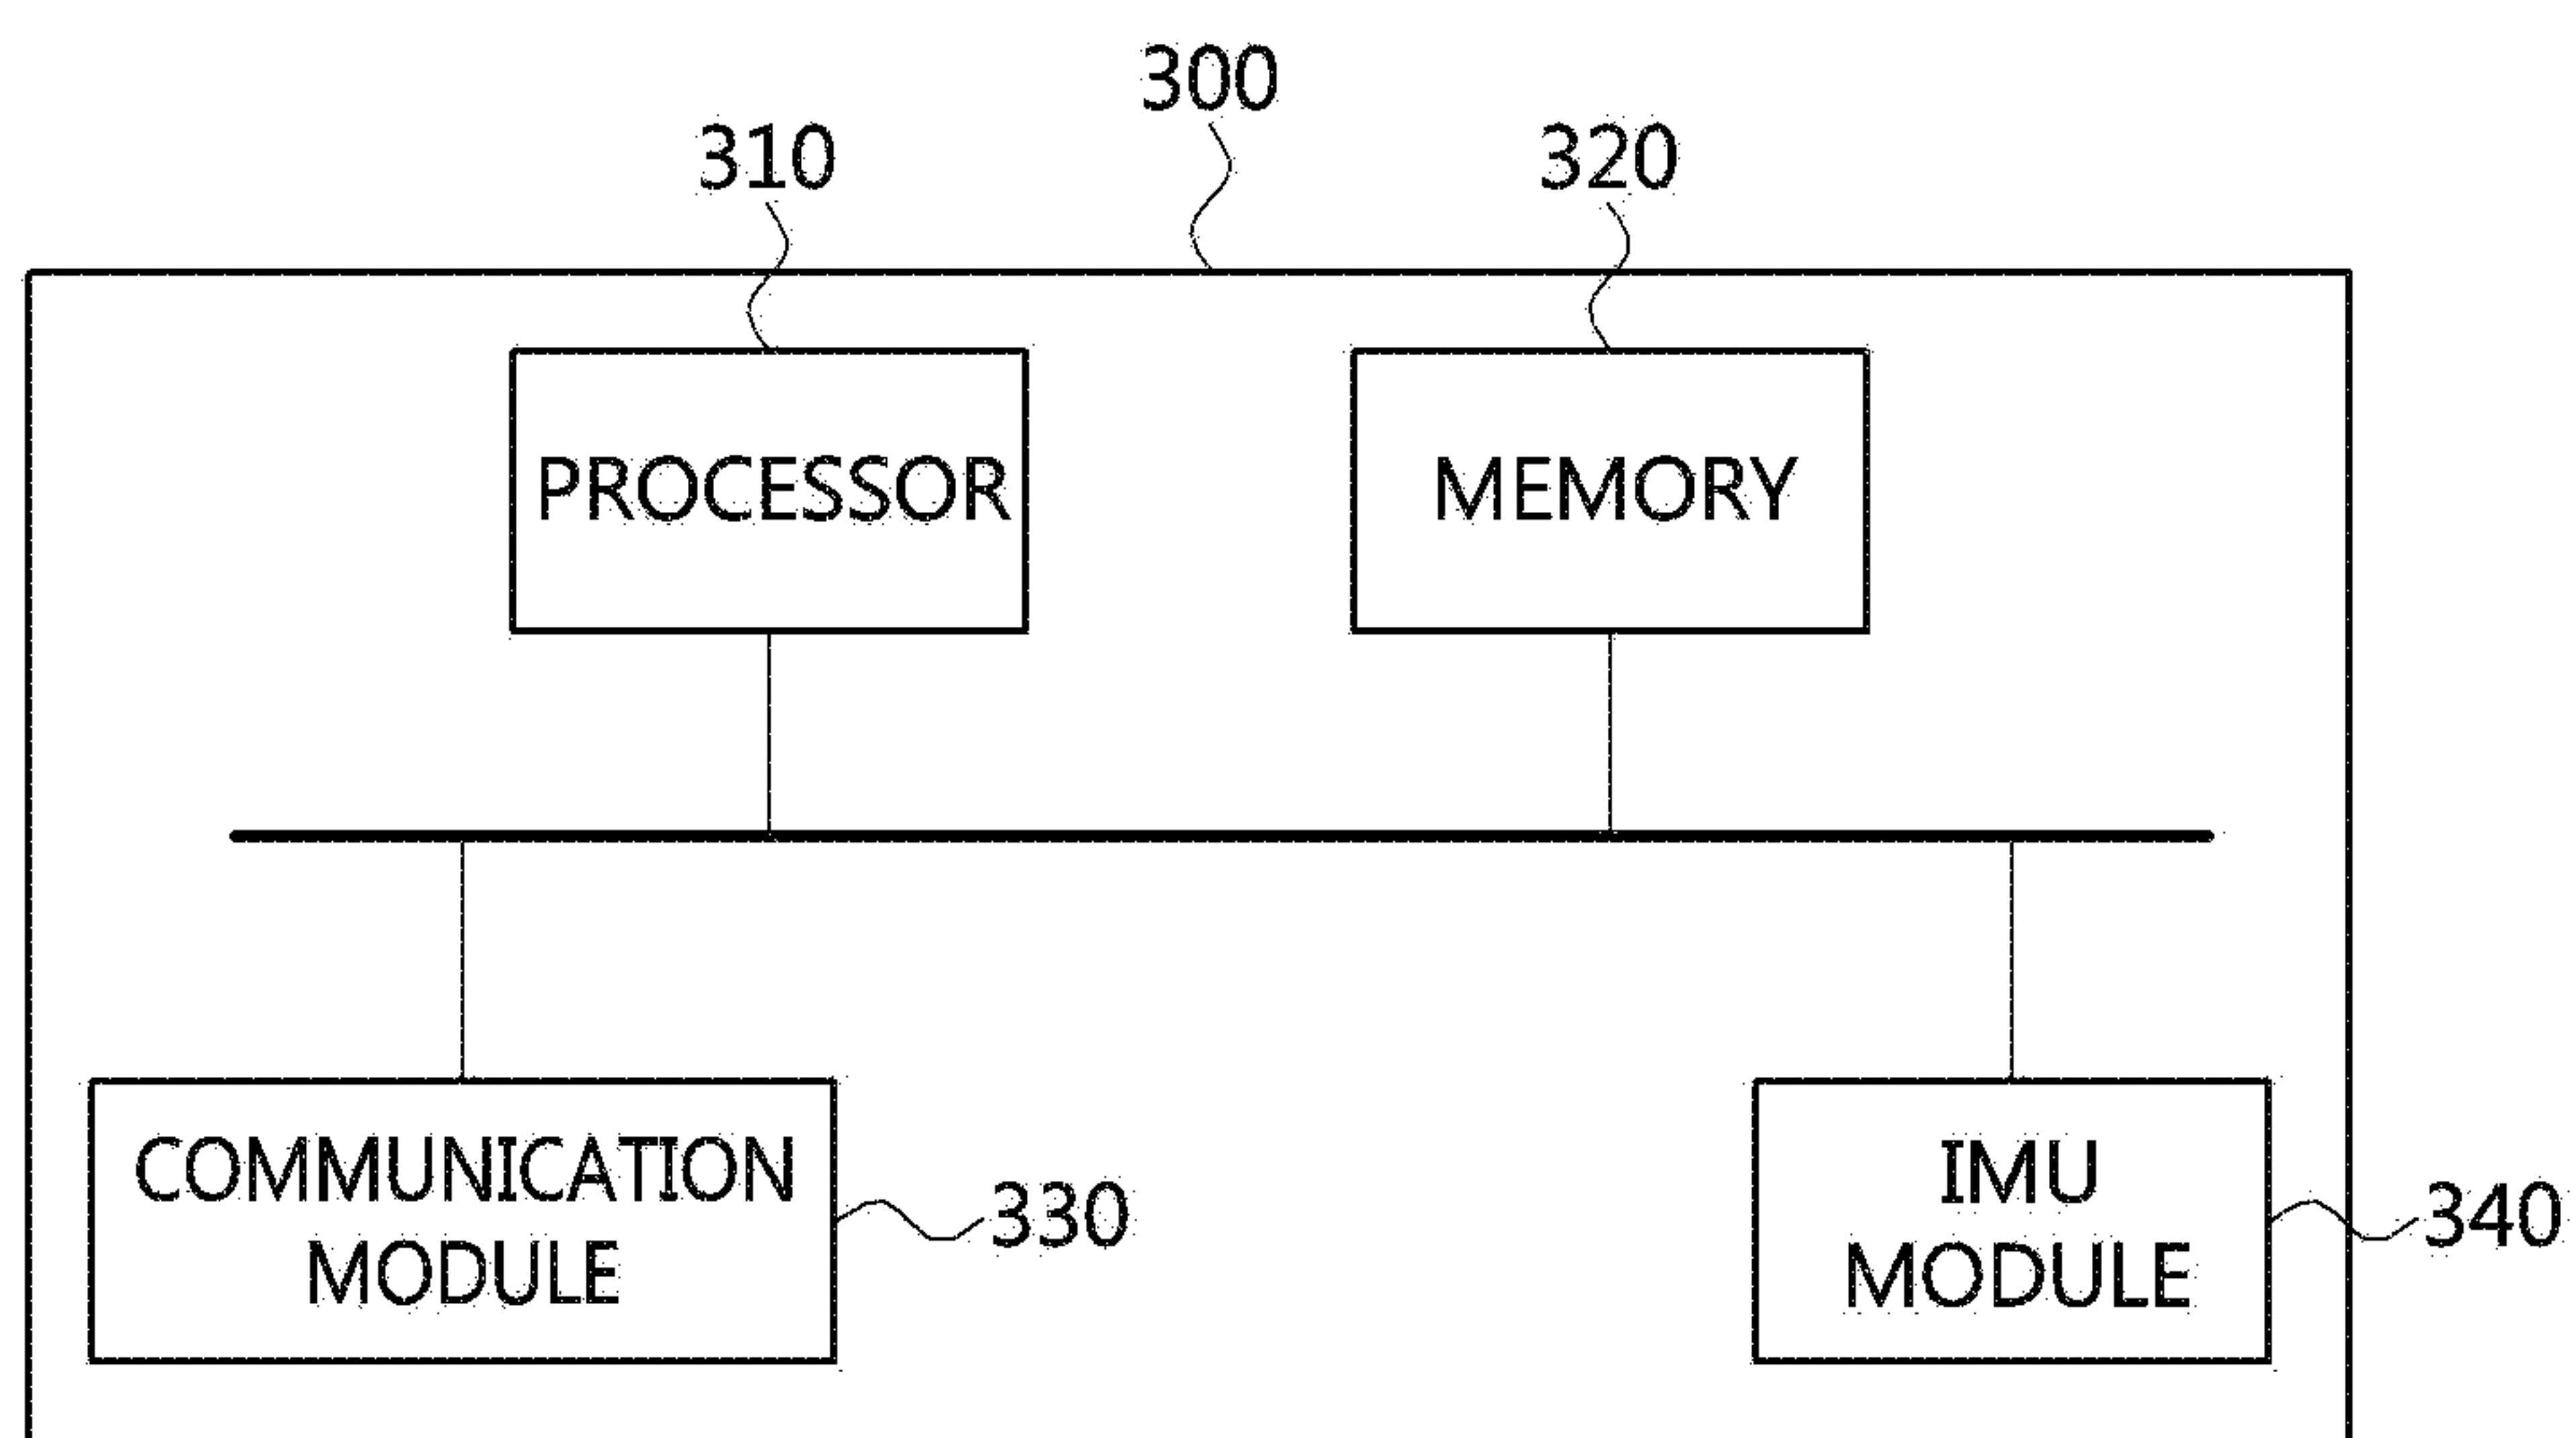 300
310
320
PROCESSOR
MEMORY
COMMUNICATION
MODULE
330
IMU
MODULE
340